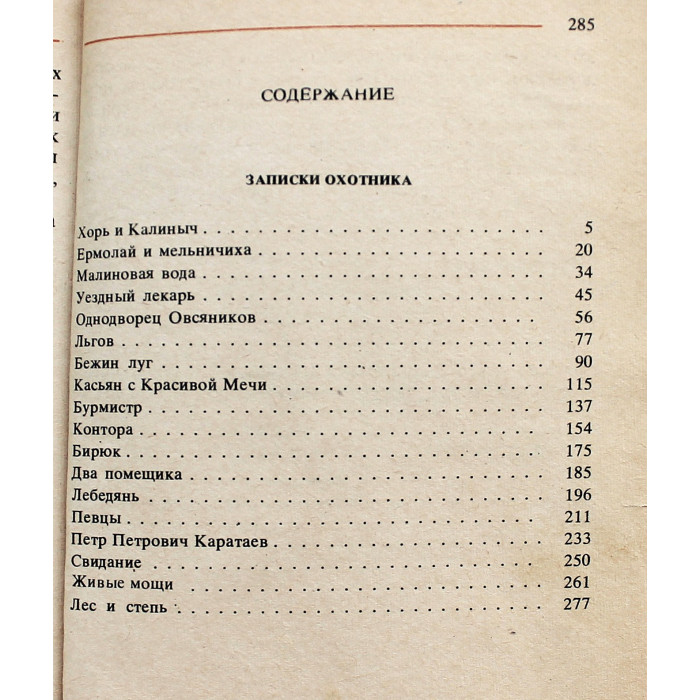 285
СОДЕРЖАНИЕ
ЗАПИСКИ ОХОТНИКА
Хорь и Калиныч . . . . . . . . . . . . . . . . . . . . 5
Ермолай и мельничиха . . . . . . . . . . . . . . . . . 20
Малиновая вода . . . . . . . . . . . . . . . . . . . . 34
Уездный лекарь . . . . . . . . . . . . . . . . . . . . 45
Однодворец Овсяников . . . . . . . . . . . . . . . . . 56
Льгов . . . . . . . . . . . . . . . . . . . . . . . . 77
Бежин луг . . . . . . . . . . . . . . . . . . . . . . 90
Касьян с Красивой Мечи . . . . . . . . . . . . . . . . 115
Бурмистр . . . . . . . . . . . . . . . . . . . . . . . 137
Контора . . . . . . . . . . . . . . . . . . . . . . . 154
Бирюк . . . . . . . . . . . . . . . . . . . . . . . . 175
Два помещика . . . . . . . . . . . . . . . . . . . . . 185
Лебедянь . . . . . . . . . . . . . . . . . . . . . . . 196
Певцы . . . . . . . . . . . . . . . . . . . . . . . . 211
Петр Петрович Каратаев . . . . . . . . . . . . . . . . 233
Свидание . . . . . . . . . . . . . . . . . . . . . . . 250
Живые мощи . . . . . . . . . . . . . . . . . . . . . . 261
Лес и степь . . . . . . . . . . . . . . . . . . . . . 277